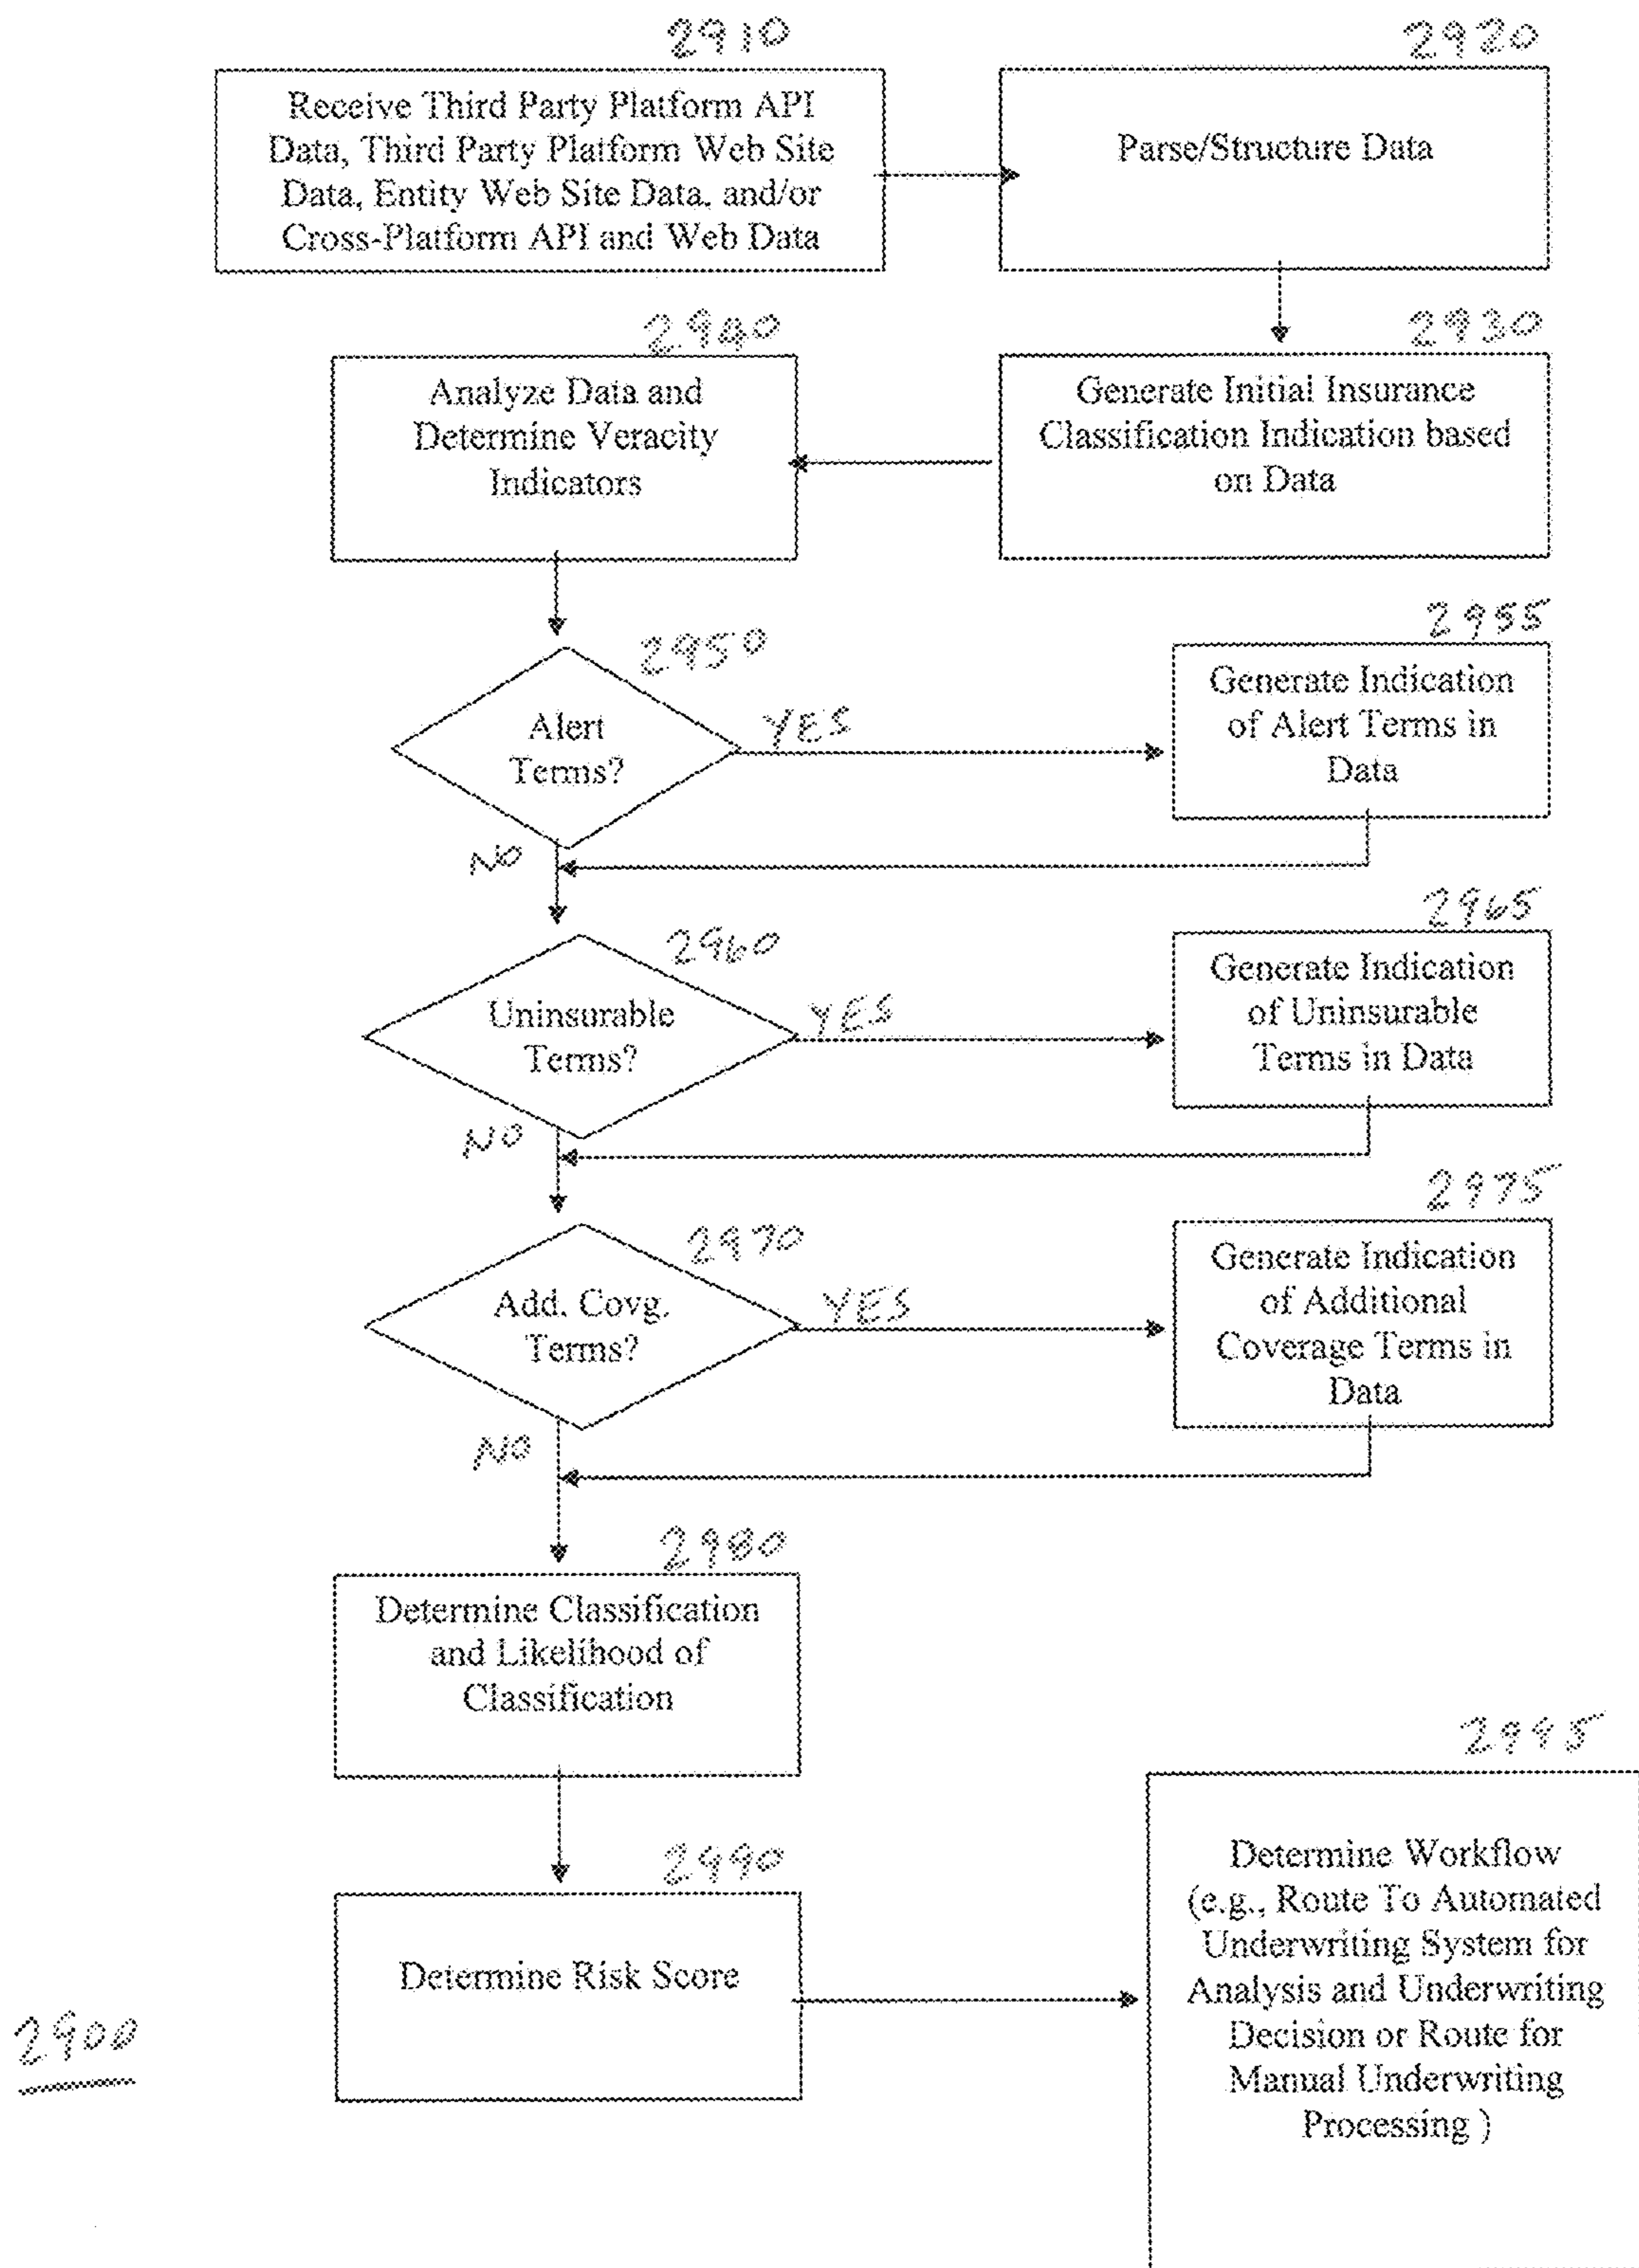 2910
Receive Third Party Platform API
Data, Third Party Platform Web Site
Data, Entity Web Site Data, and/or
Cross-Platform API and Web Data
2920
Parse/Structure Data
2940
Analyze Data and
Determine Veracity
Indicators
2930
Generate Initial Insurance
Classification Indication based
on Data
2950
Alert
Terms?
YES
NO
2955
Generate Indication
of Alert Terms in
Data
2960
Uninsurable
Terms?
YES
NO
2965
Generate Indication
of Uninsurable
Terms in Data
2970
Add. Covg.
Terms?
YES
NO
2975
Generate Indication
of Additional
Coverage Terms in
Data
2980
Determine Classification
and Likelihood of
Classification
2990
Determine Risk Score
2995
Determine Workflow
(e.g., Route To Automated
Underwriting System for
Analysis and Underwriting
Decision or Route for
Manual Underwriting
Processing )
2900